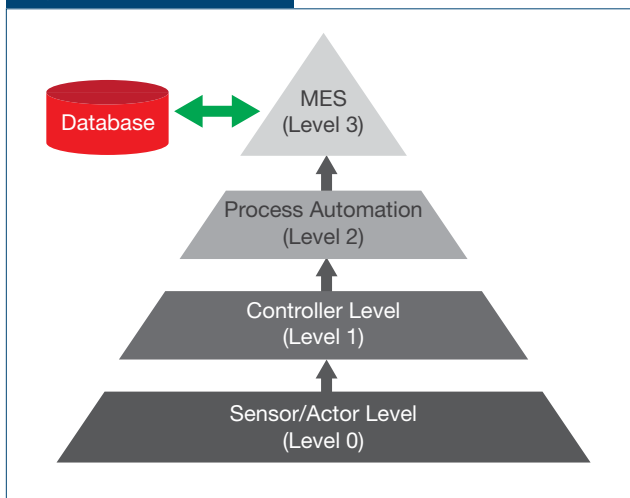 MES
(Level 3)
Database
Process Automation
(Level 2)
Controller Level
(Level 1)
Sensor/Actor Level
(Level 0)